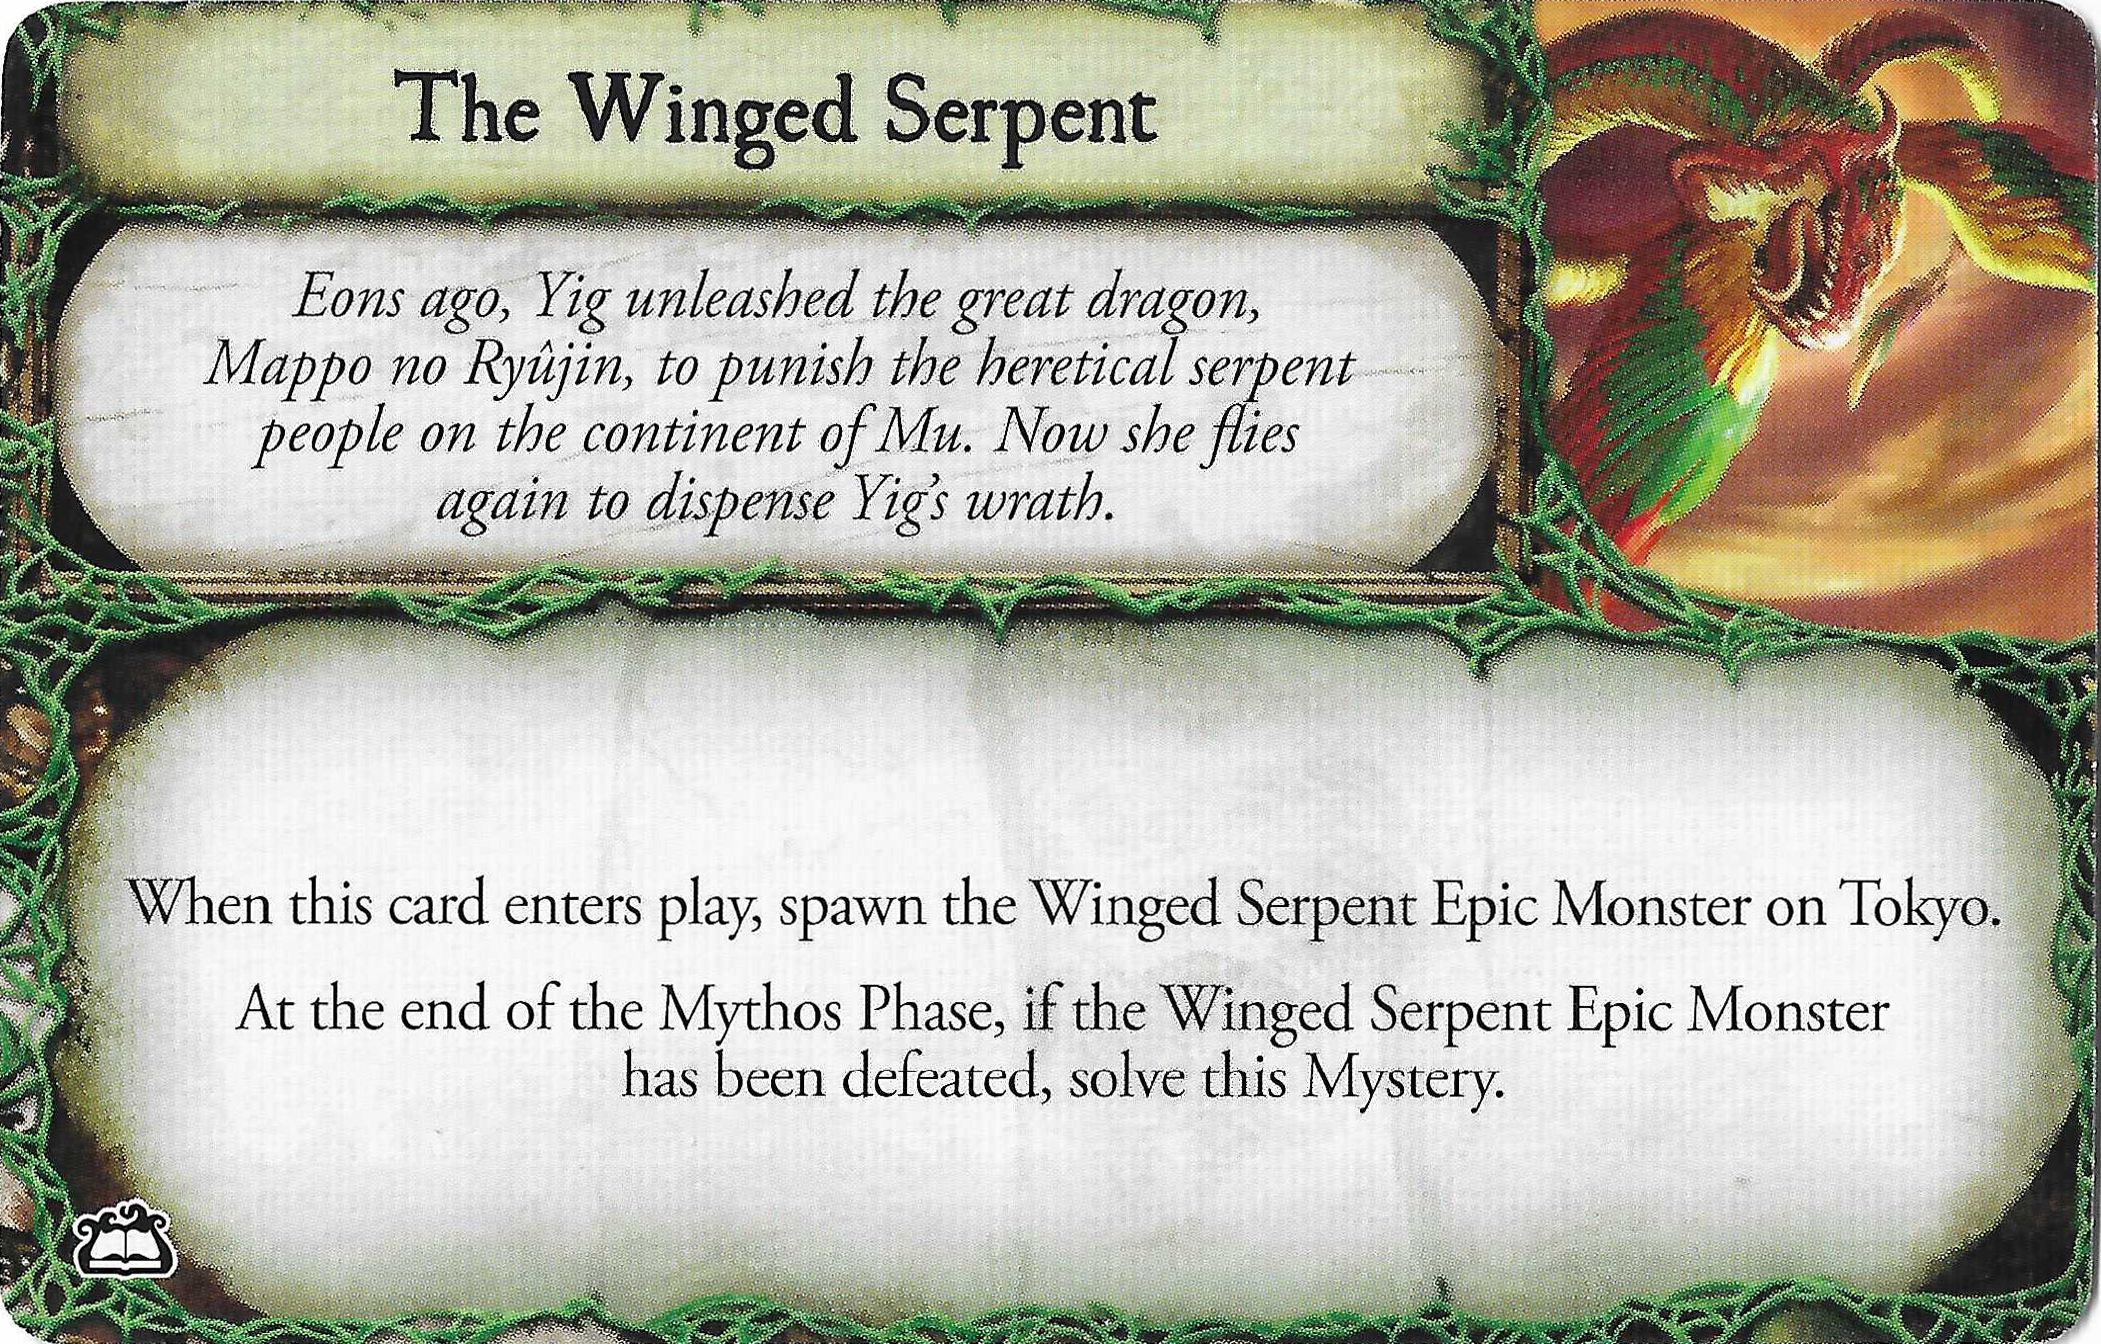 The Winged Serpent
Eons ago, Yig unleashed the great dragon,
Mappo no Ryûjin, to punish the heretical serpent
people on the continent of Mu. Now she flies
again to dispense Yig's wrath.
When this card enters play, spawn the Winged Serpent Epic Monster on Tokyo.
At the end of the Mythos Phase, if the Winged Serpent Epic Monster
has been defeated, solve this Mystery.